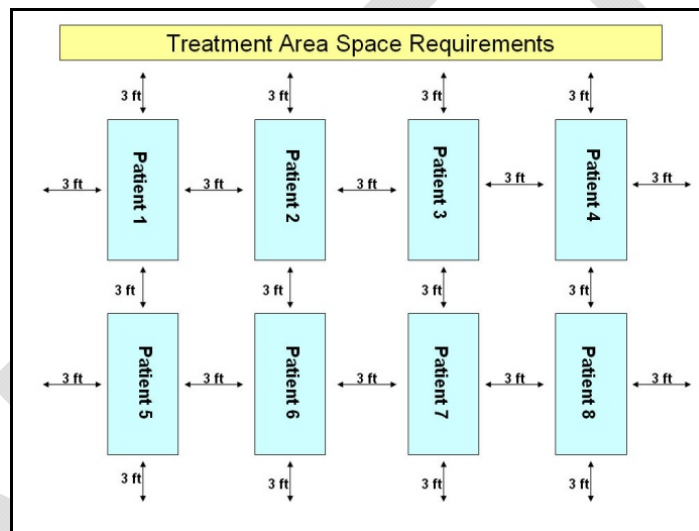 Treatment Area Space Requirements
3 ft 3 ft 3 ft 3 ft
3 ft Patient 1 3 ft Patient 2 3 ft Patient 3 3 ft Patient 4 3 ft
3 ft 3 ft 3 ft 3 ft
3 ft Patient 5 3 ft Patient 6 3 ft Patient 7 3 ft Patient 8 3 ft
3 ft 3 ft 3 ft 3 ft